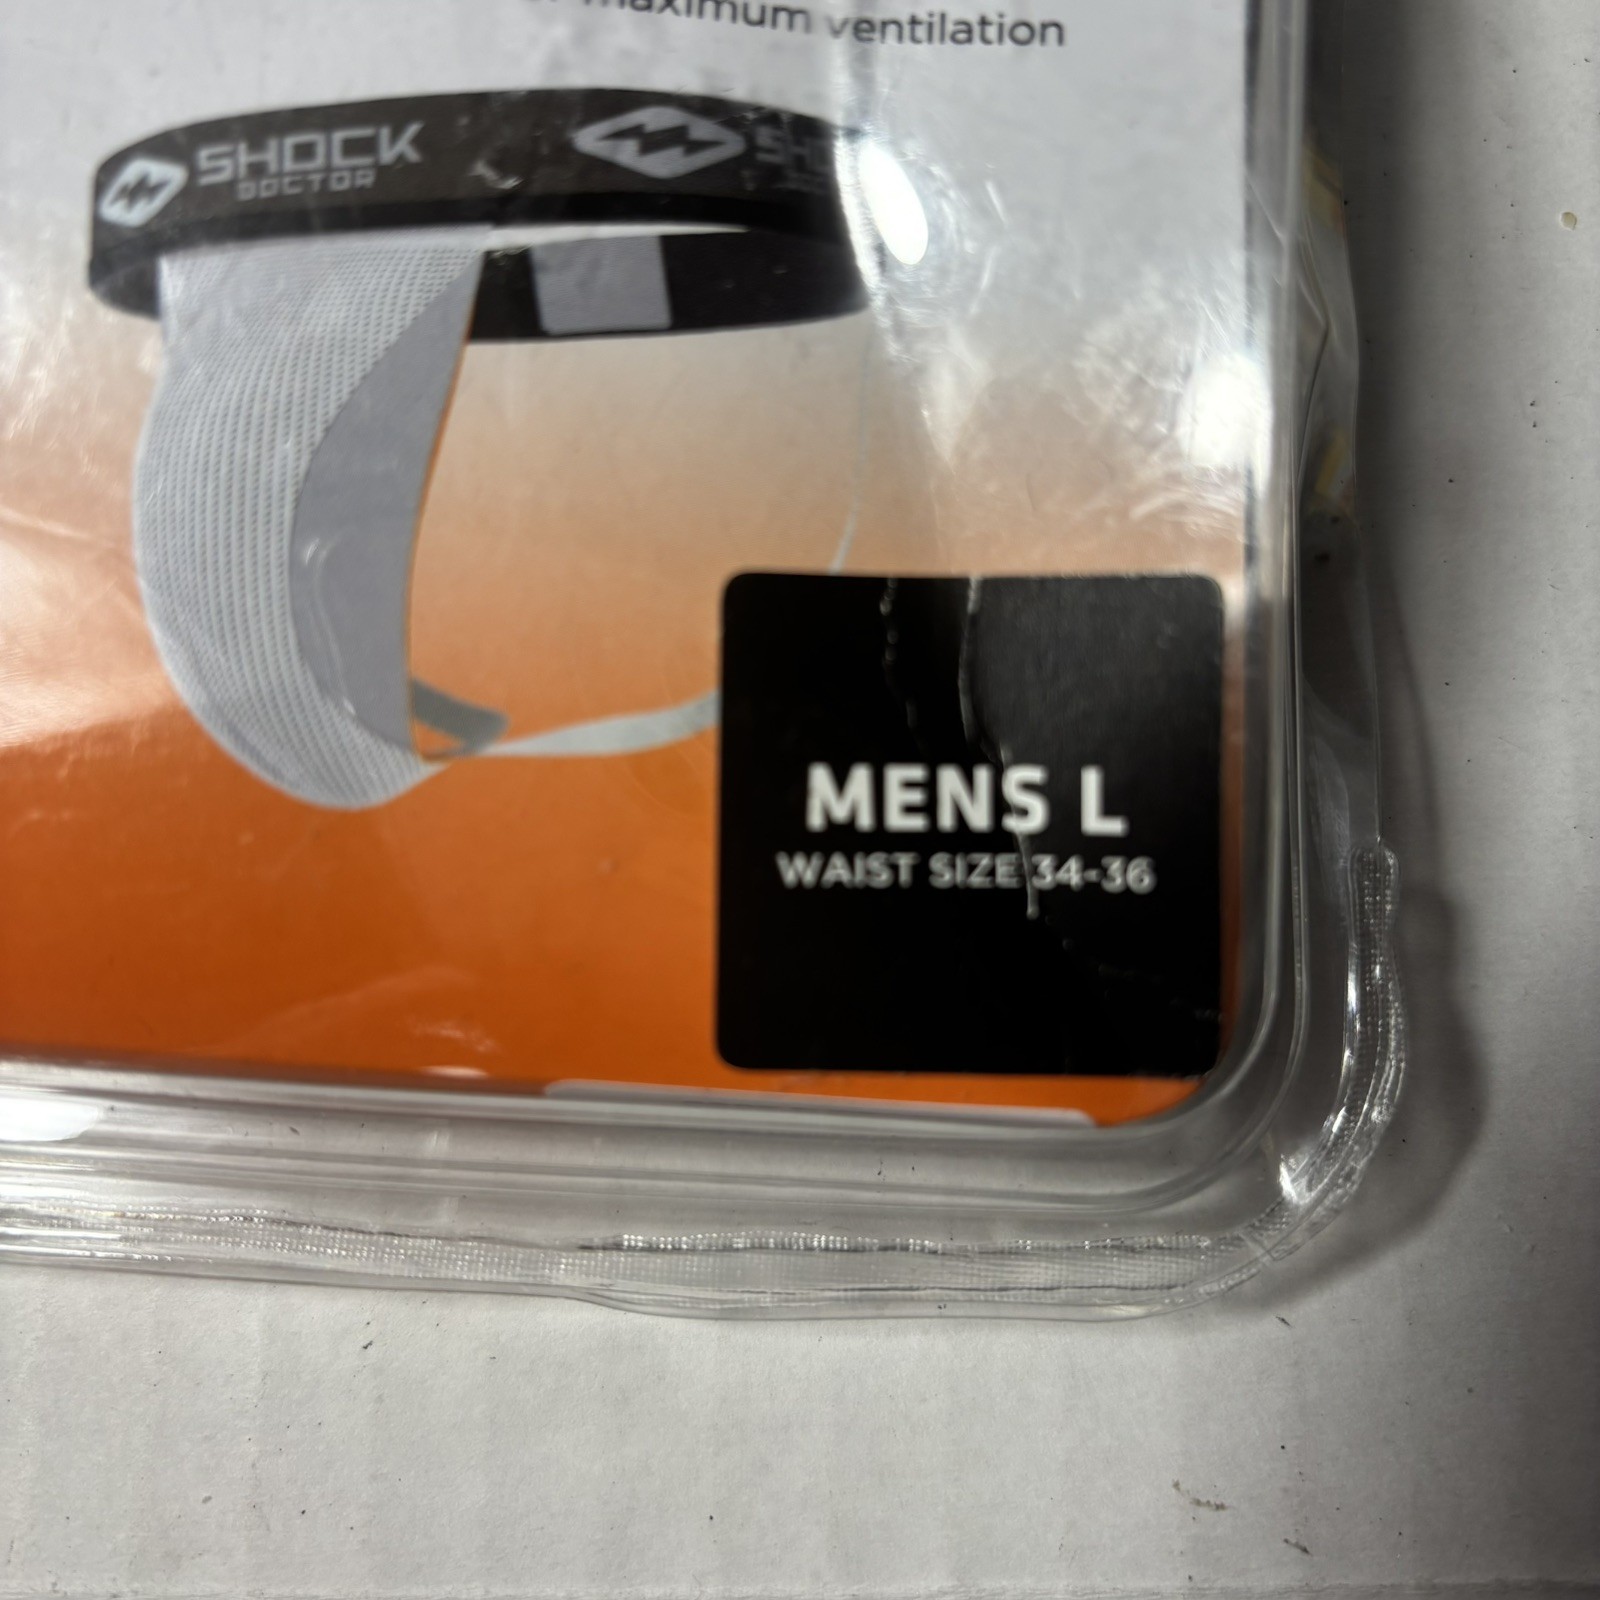 maximum ventilation
SHOCK
DOCTOR
MENS L
WAIST SIZE 34-36